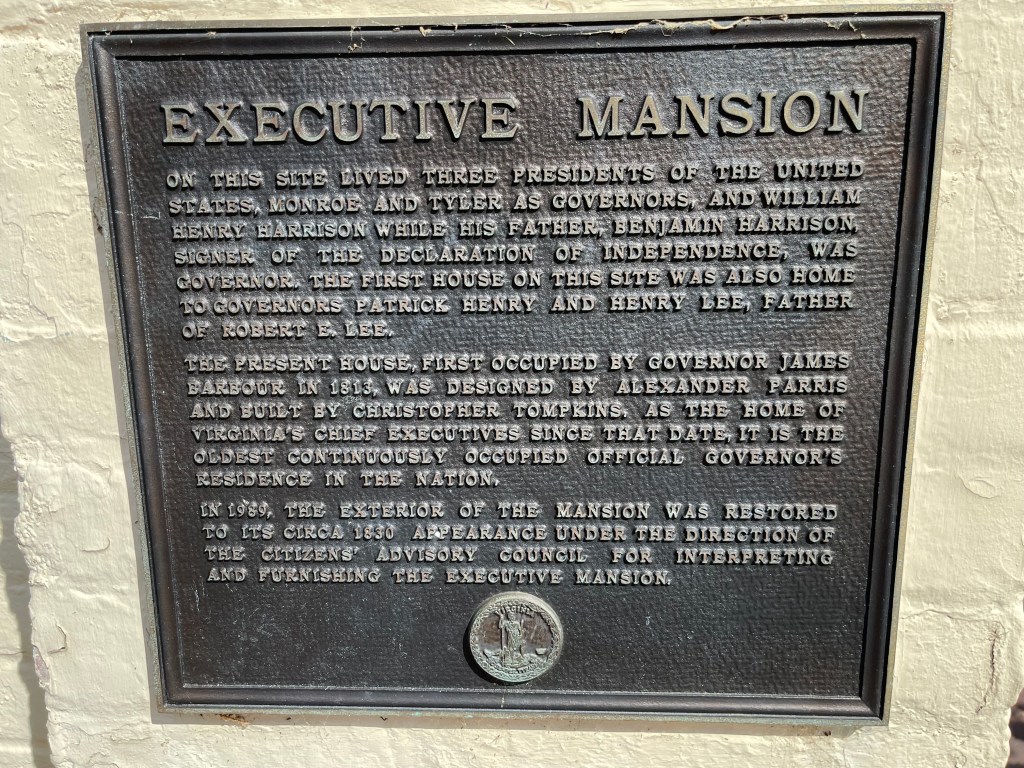 EXECUTIVE MANSION
ON THIS SITE LIVED THREE PRESIDENTS OF THE UNITED
STATES, MONROE AND TYLER AS GOVERNORS, AND WILLIAM
HENRY HARRISON WHILE HIS FATHER, BENJAMIN HARRISON,
SIGNER OF THE DECLARATION OF INDEPENDENCE, WAS
GOVERNOR. THE FIRST HOUSE ON THIS SITE WAS ALSO HOME
TO GOVERNORS PATRICK HENRY AND HENRY LEE, FATHER
OF ROBERT E. LEE.
THE PRESENT HOUSE, FIRST OCCUPIED BY GOVERNOR JAMES
BARBOUR IN 1813, WAS DESIGNED BY ALEXANDER PARRIS
AND BUILT BY CHRISTOPHER TOMPKINS. AS THE HOME OF
VIRGINIA'S CHIEF EXECUTIVES SINCE THAT DATE, IT IS THE
OLDEST CONTINUOUSLY OCCUPIED OFFICIAL GOVERNOR'S
RESIDENCE IN THE NATION.
IN 1989, THE EXTERIOR OF THE MANSION WAS RESTORED
TO ITS CIRCA 1830 APPEARANCE UNDER THE DIRECTION OF
THE CITIZENS' ADVISORY COUNCIL FOR INTERPRETING
AND FURNISHING THE EXECUTIVE MANSION.
VIRGINIA